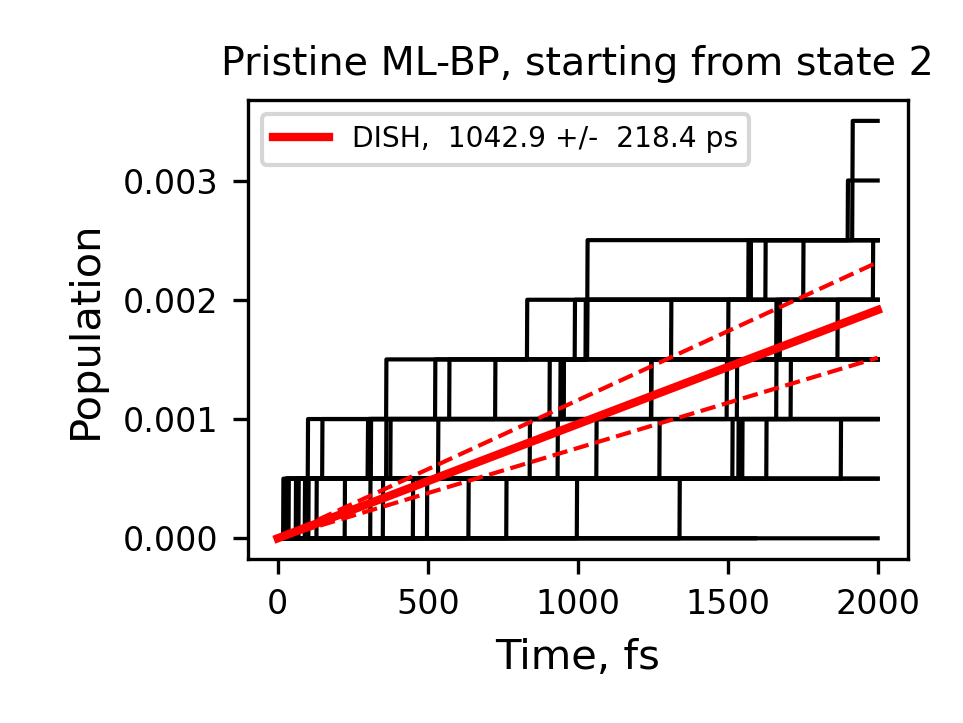 Pristine ML-BP, starting from state 2
DISH,  1042.9 +/-  218.4 ps
0.003
0.002
0.001
0.000
Population
0 500 1000 1500 2000
Time, fs